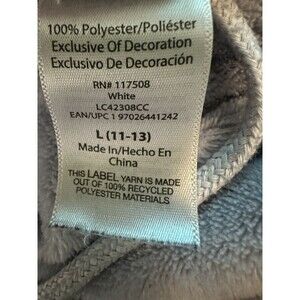 100% Polyester/Poliéster
Exclusive Of Decoration
Exclusivo De Decoración
RN# 117508
White
LC42308CC
EAN/UPC 1 97026441242
L (11-13)
Made In/Hecho En
China
THIS LABEL YARN IS MADE
OUT OF 100% RECYCLED
POLYESTER MATERIALS